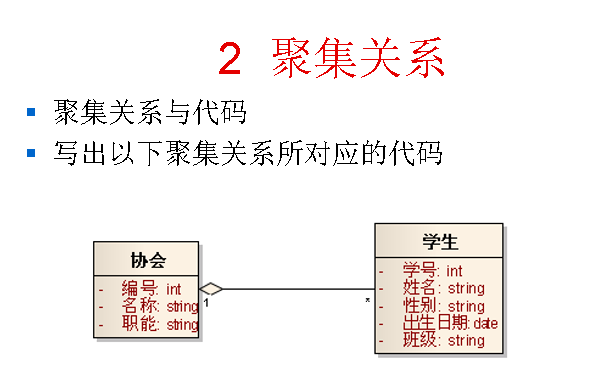 2 聚集关系
聚集关系与代码
写出以下聚集关系所对应的代码
协会
- 编号: int
- 名称: string
- 职能: string
1
*
学生
- 学号: int
- 姓名: string
- 性别: string
- 出生日期: date
- 班级: string